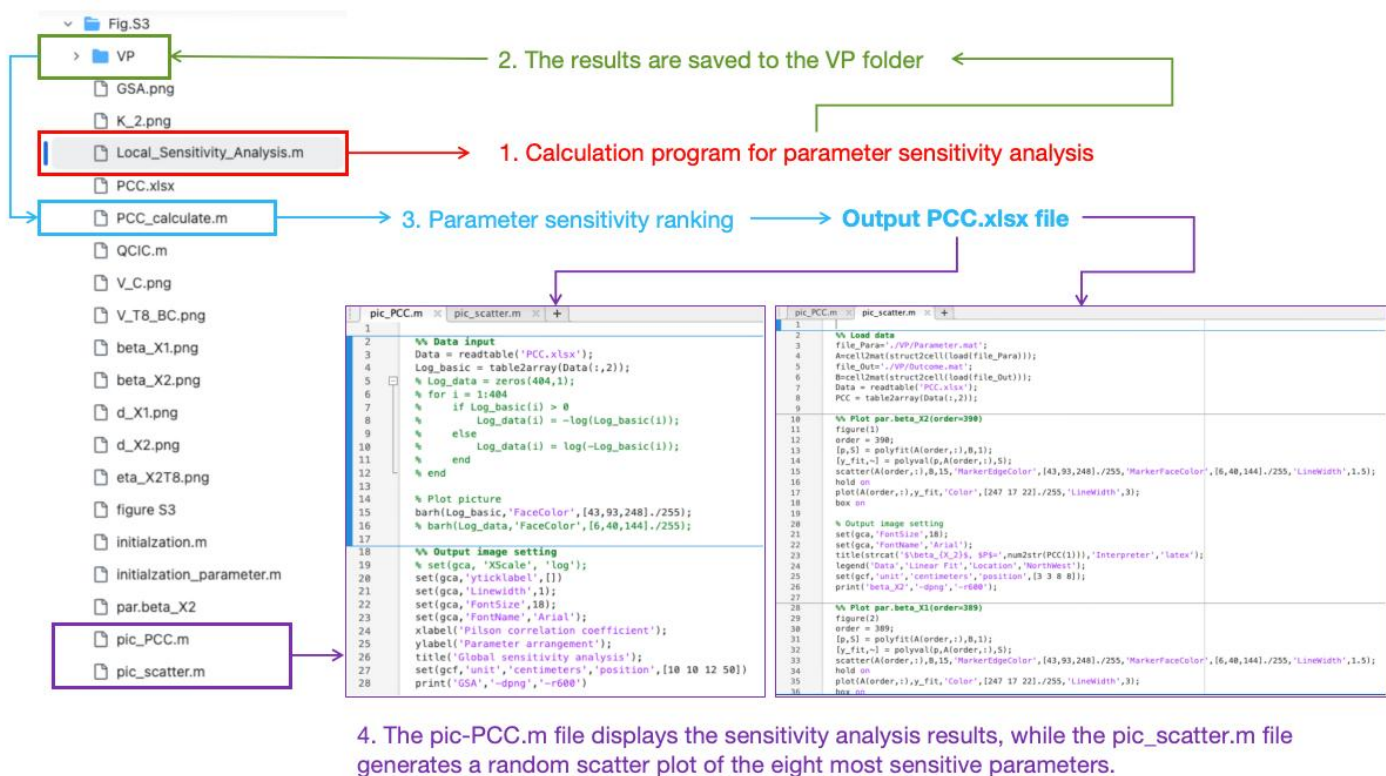 Fig.S3
VP
GSA.png
K_2.png
Local_Sensitivity_Analysis.m
PCC.xlsx
PCC_calculate.m
QCIC.m
V_C.png
V_T8_BC.png
beta_X1.png
beta_X2.png
d_X1.png
d_X2.png
eta_X2T8.png
figure S3
initialzation.m
initialzation_parameter.m
par.beta_X2
pic_PCC.m
pic_scatter.m
2. The results are saved to the VP folder
1. Calculation program for parameter sensitivity analysis
3. Parameter sensitivity ranking
Output PCC.xlsx file
pic_PCC.m × pic_scatter.m × +
1
2 %% Data input
3 Data = readtable('PCC.xlsx');
4 Log_basic = table2array(Data(:,2));
5 % Log_data = zeros(404,1);
6 % for i = 1:404
7 % if Log_basic(i) > 0
8 % Log_data(i) = -log(Log_basic(i));
9 % else
10 % Log_data(i) = log(-Log_basic(i));
11 % end
12 % end
13
14 % Plot picture
15 barh(Log_basic,'FaceColor',[43,93,248]./255);
16 % barh(Log_data,'FaceColor',[6,40,144]./255);
17
18 %% Output image setting
19 % set(gca, 'XScale', 'log');
20 set(gca,'yticklabel',[])
21 set(gca,'Linewidth',1);
22 set(gca,'FontSize',18);
23 set(gca,'FontName','Arial');
24 xlabel('Pilson correlation coefficient');
25 ylabel('Parameter arrangement');
26 title('Global sensitivity analysis');
27 set(gcf,'unit','centimeters','position',[10 10 12 50])
28 print('GSA','-dpng','-r600')
pic_PCC.m × pic_scatter.m × +
1
2 %% Load data
3 file_Para='./VP/Parameter.mat';
4 A=cell2mat(struct2cell(load(file_Para)));
5 file_Out='./VP/Outcome.mat';
6 B=cell2mat(struct2cell(load(file_Out)));
7 Data = readtable('PCC.xlsx');
8 PCC = table2array(Data(:,2));
9
10 %% Plot par.beta_X2(order=390)
11 figure(1)
12 order = 390;
13 [p,S] = polyfit(A(order,:),B,1);
14 [y_fit,~] = polyval(p,A(order,:),S);
15 scatter(A(order,:),B,15,'MarkerEdgeColor',[43,93,248]./255,'MarkerFaceColor',[6,40,144]./255,'LineWidth',1.5);
16 hold on
17 plot(A(order,:),y_fit,'Color',[247 17 22]./255,'LineWidth',3);
18 box on
19
20 % Output image setting
21 set(gca,'FontSize',18);
22 set(gca,'FontName','Arial');
23 title(strcat('$\beta_{X_2}$, $P$=',num2str(PCC(1))),'Interpreter','latex');
24 legend('Data','Linear Fit','Location','NorthWest');
25 set(gcf,'unit','centimeters','position',[3 3 8 8]);
26 print('beta_X2','-dpng','-r600');
27
28 %% Plot par.beta_X1(order=389)
29 figure(2)
30 order = 389;
31 [p,S] = polyfit(A(order,:),B,1);
32 [y_fit,~] = polyval(p,A(order,:),S);
33 scatter(A(order,:),B,15,'MarkerEdgeColor',[43,93,248]./255,'MarkerFaceColor',[6,40,144]./255,'LineWidth',1.5);
34 hold on
35 plot(A(order,:),y_fit,'Color',[247 17 22]./255,'LineWidth',3);
36 box on
4. The pic-PCC.m file displays the sensitivity analysis results, while the pic_scatter.m file
generates a random scatter plot of the eight most sensitive parameters.